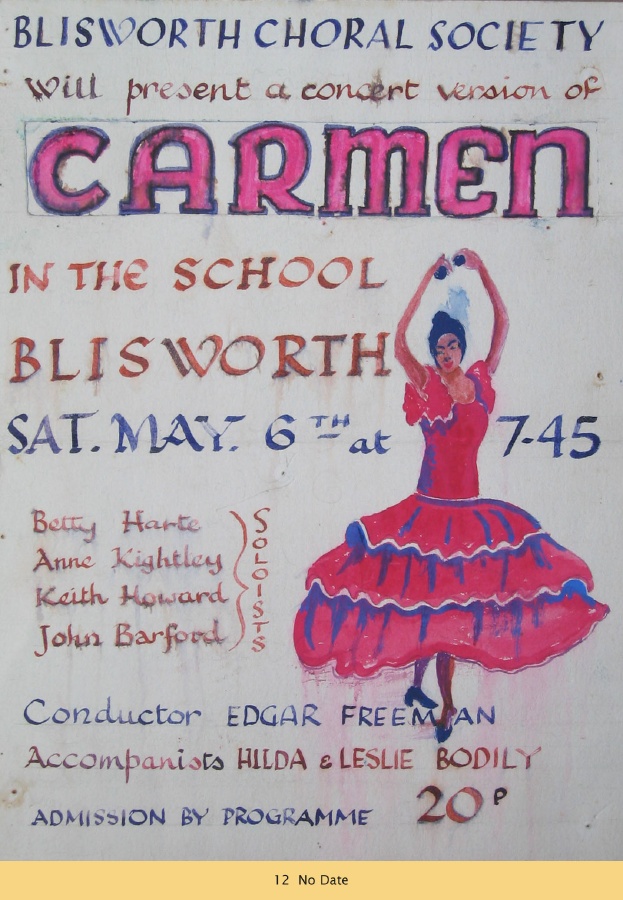 BLISWORTH CHORAL SOCIETY
Will present a concert version of
CARMEN
IN THE SCHOOL
BLISWORTH
SAT. MAY. 6TH at 7-45
Betty Harte
Anne Kightley
Keith Howard
John Barford
SOLOISTS
Conductor EDGAR FREEMAN
Accompanists HILDA & LESLIE BODILY
ADMISSION BY PROGRAMME 20P
12 No Date